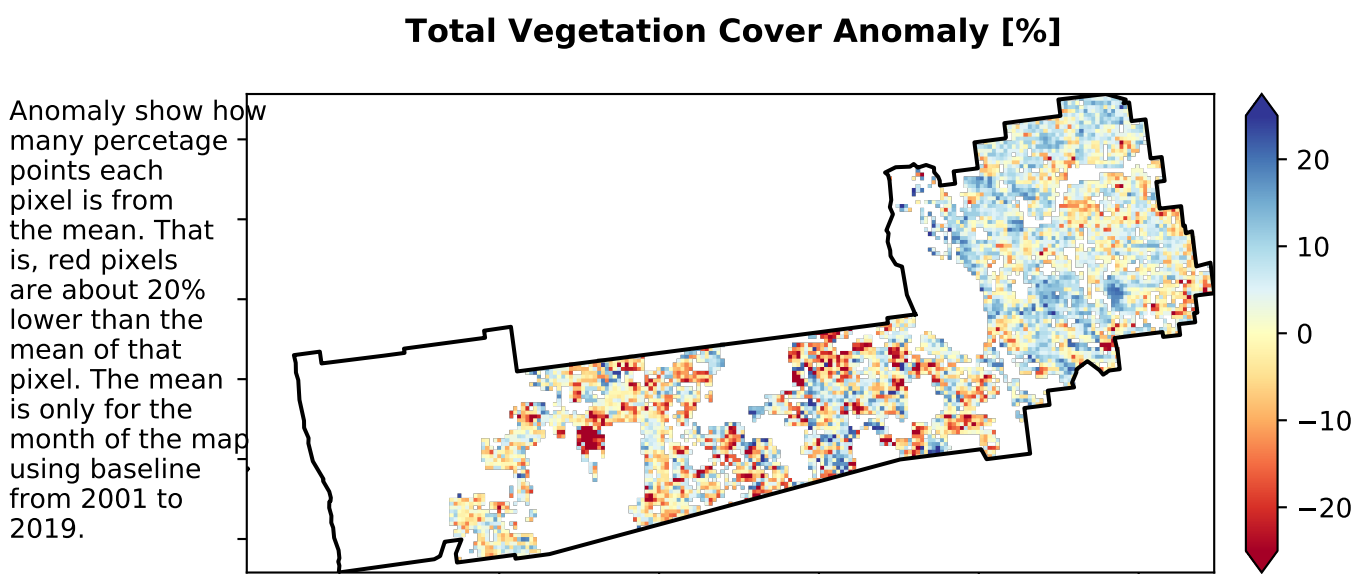 Total Vegetation Cover Anomaly [%]
Anomaly show how
many percetage
points each
pixel is from
the mean. That
is, red pixels
are about 20%
lower than the
mean of that
pixel. The mean
is only for the
month of the map
using baseline
from 2001 to
2019.
20
10
0
−10
−20